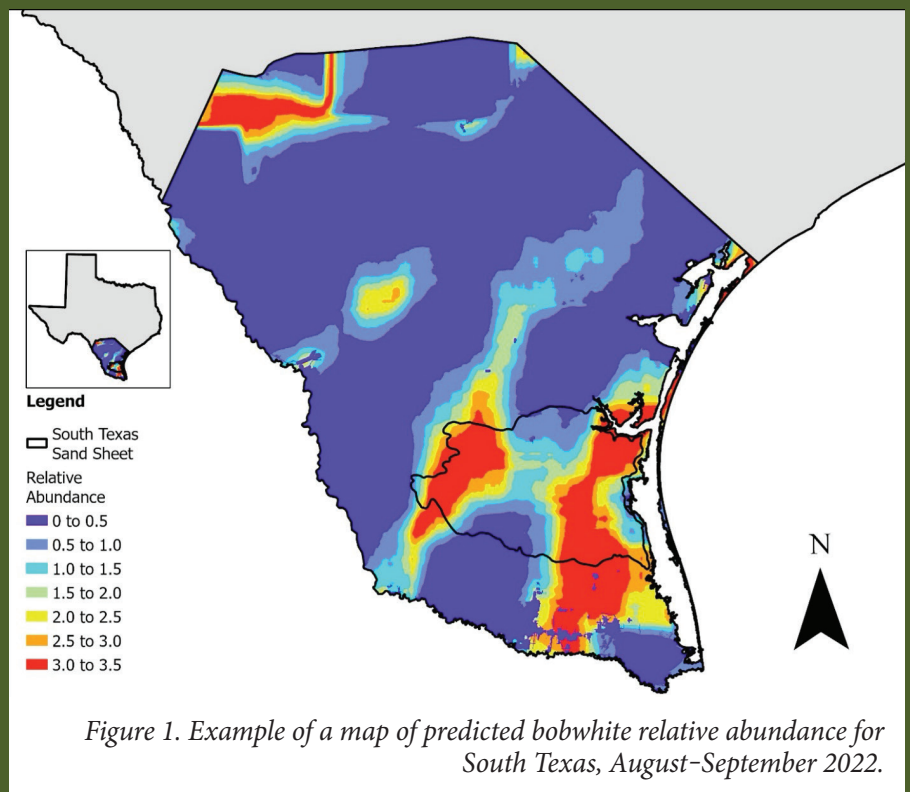 N
Legend
South Texas
Sand Sheet
Relative
Abundance
0 to 0.5
0.5 to 1.0
1.0 to 1.5
1.5 to 2.0
2.0 to 2.5
2.5 to 3.0
3.0 to 3.5
Figure 1. Example of a map of predicted bobwhite relative abundance for
South Texas, August–September 2022.